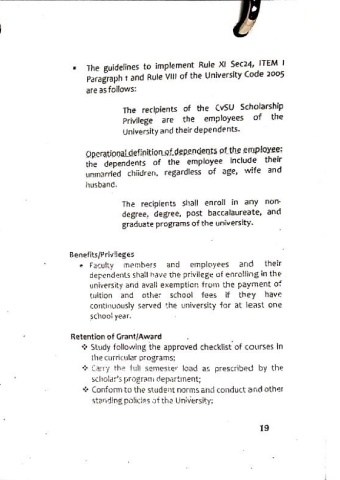 • The guidelines to implement Rule XI Sec24, ITEM I
Paragraph 1 and Rule VIII of the University Code 2005
are as follows:
The recipients of the CvSU Scholarship
Privilege are the employees of the
University and their dependents.
Operational definition of dependents of the employee:
the dependents of the employee include their
unmarried children, regardless of age, wife and
husband.
The recipients shall enroll in any non-
degree, degree, post baccalaureate, and
graduate programs of the university.
Benefits/Privileges
• Faculty members and employees and their
dependents shall have the privilege of enrolling in the
university and avail exemption from the payment of
tuition and other school fees if they have
continuously served the university for at least one
school year.
Retention of Grant/Award
❖ Study following the approved checklist of courses in
the curricular programs;
❖ Carry the full semester load as prescribed by the
scholar's program department;
❖ Conform to the student norms and conduct and other
standing policies of the University;
19